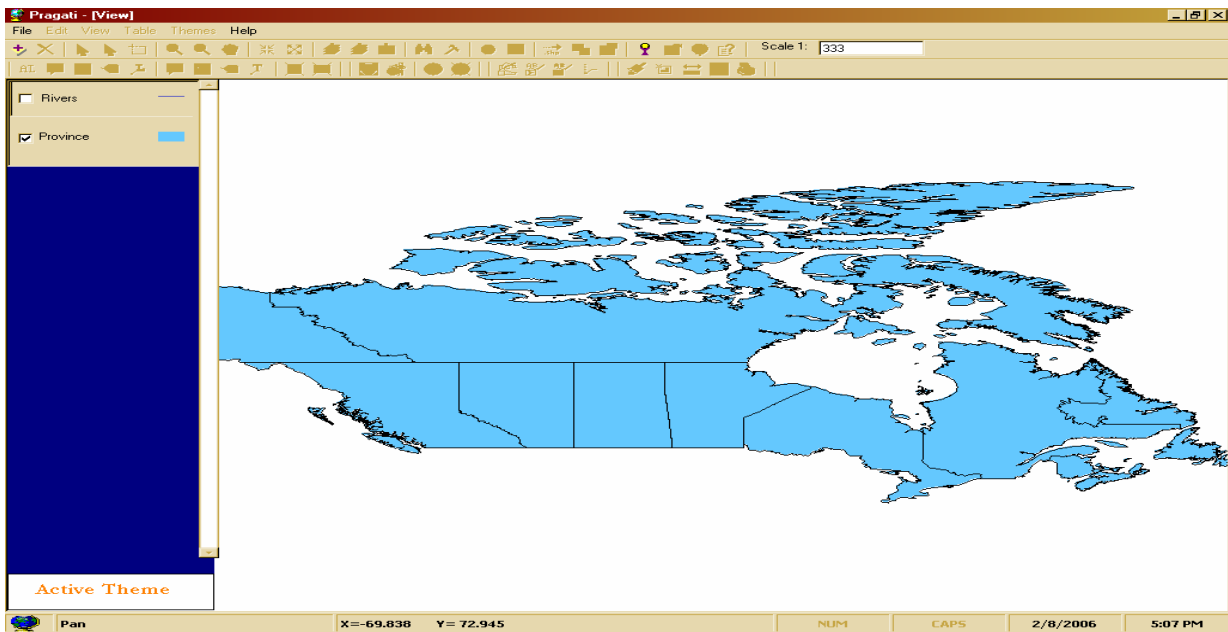 Pragati - [View]
File Edit View Table Themes Help
Scale 1: 333
AL
T
Rivers
Province
Active Theme
Pan X=-69.838 Y= 72.945 NUM CAPS 2/8/2006 5:07 PM